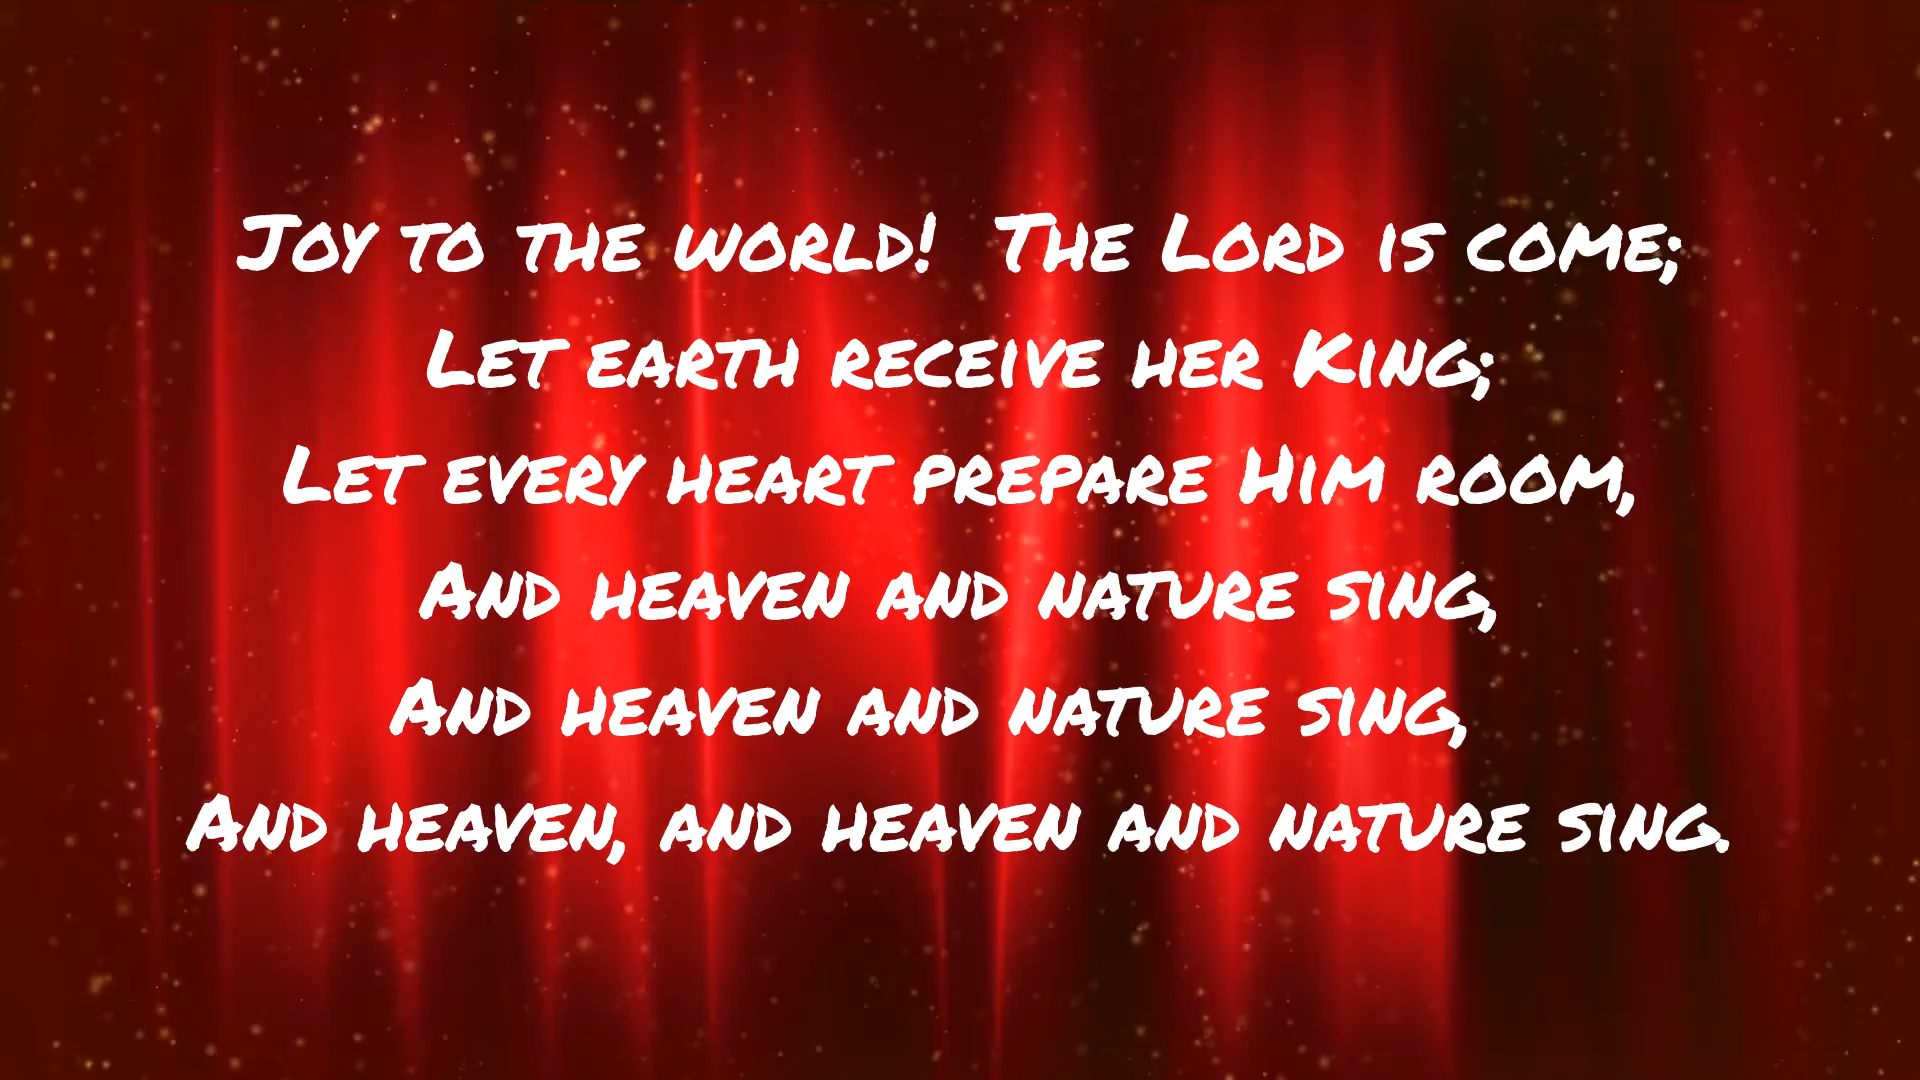 Joy to the world!  The Lord is come;
Let earth receive her King;
Let every heart prepare Him room,
And heaven and nature sing,
And heaven and nature sing,
And heaven, and heaven and nature sing.